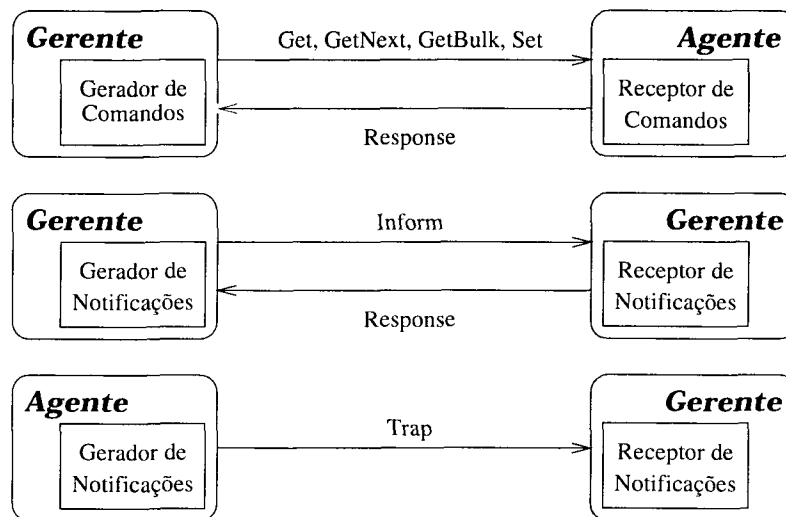 Gerente
Get, GetNext, GetBulk, Set
Agente
Gerador de
Comandos
Receptor de
Comandos
Response
Gerente
Inform
Gerente
Gerador de
Notificações
Receptor de
Notificações
Response
Agente
Trap
Gerente
Gerador de
Notificações
Receptor de
Notificações